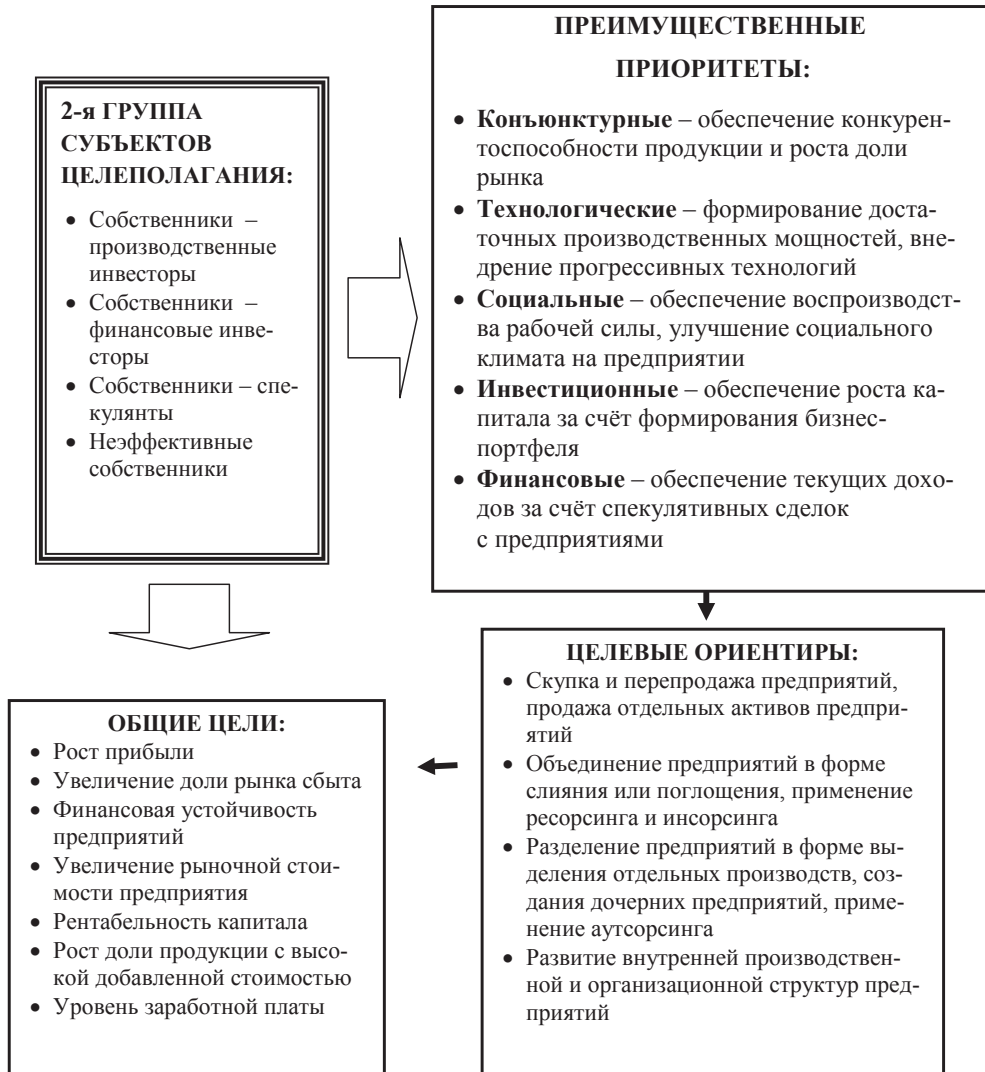 2-я ГРУППА
СУБЪЕКТОВ
ЦЕЛЕПОЛАГАНИЯ:
• Собственники –
производственные
инвесторы
• Собственники –
финансовые инве-
сторы
• Собственники – спе-
кулянты
• Неэффективные
собственники
ПРЕИМУЩЕСТВЕННЫЕ
ПРИОРИТЕТЫ:
• Конъюнктурные – обеспечение конкурен-
тоспособности продукции и роста доли
рынка
• Технологические – формирование доста-
точных производственных мощностей, вне-
дрение прогрессивных технологий
• Социальные – обеспечение воспроизводст-
ва рабочей силы, улучшение социального
климата на предприятии
• Инвестиционные – обеспечение роста ка-
питала за счёт формирования бизнес-
портфеля
• Финансовые – обеспечение текущих дохо-
дов за счёт спекулятивных сделок
с предприятиями
ЦЕЛЕВЫЕ ОРИЕНТИРЫ:
• Скупка и перепродажа предприятий,
продажа отдельных активов предпри-
ятий
• Объединение предприятий в форме
слияния или поглощения, применение
ресорсинга и инсорсинга
• Разделение предприятий в форме вы-
деления отдельных производств, соз-
дания дочерних предприятий, приме-
нение аутсорсинга
• Развитие внутренней производствен-
ной и организационной структур пред-
приятий
ОБЩИЕ ЦЕЛИ:
• Рост прибыли
• Увеличение доли рынка сбыта
• Финансовая устойчивость
предприятий
• Увеличение рыночной стои-
мости предприятия
• Рентабельность капитала
• Рост доли продукции с высо-
кой добавленной стоимостью
• Уровень заработной платы